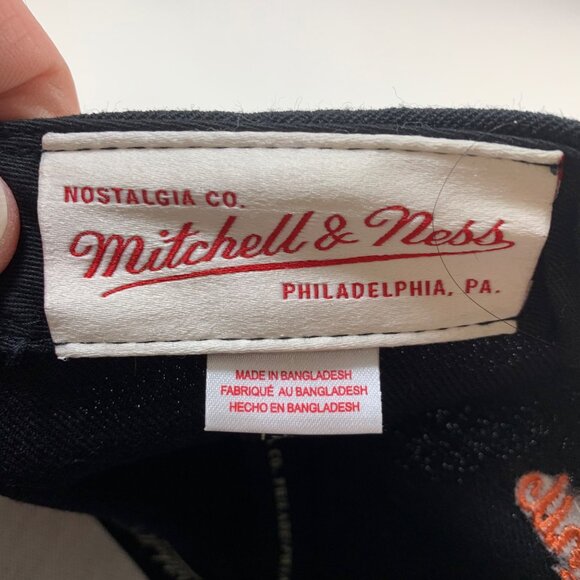 NOSTALGIA CO.
Mitchell & Ness
PHILADELPHIA, PA.
MADE IN BANGLADESH
FABRIQUÉ AU BANGLADESH
HECHO EN BANGLADESH